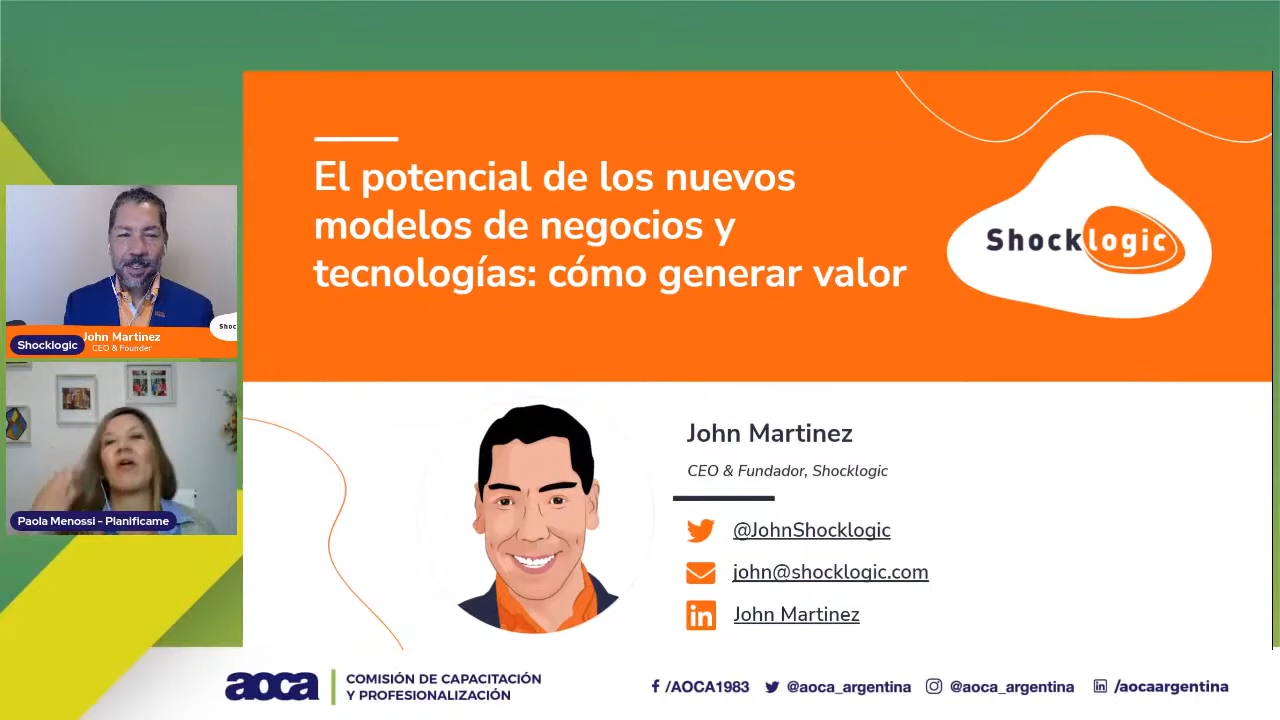 El potencial de los nuevos
modelos de negocios y
tecnologías: cómo generar valor
Shocklogic
John Martinez
CEO & Founder
Shocklogic
Shoc
Paola Menossi - Planificame
John Martinez
CEO & Fundador, Shocklogic
@JohnShocklogic
john@shocklogic.com
John Martinez
aoca
COMISIÓN DE CAPACITACIÓN
Y PROFESIONALIZACIÓN
/AOCA1983
@aoca_argentina
@aoca_argentina
/aocaargentina